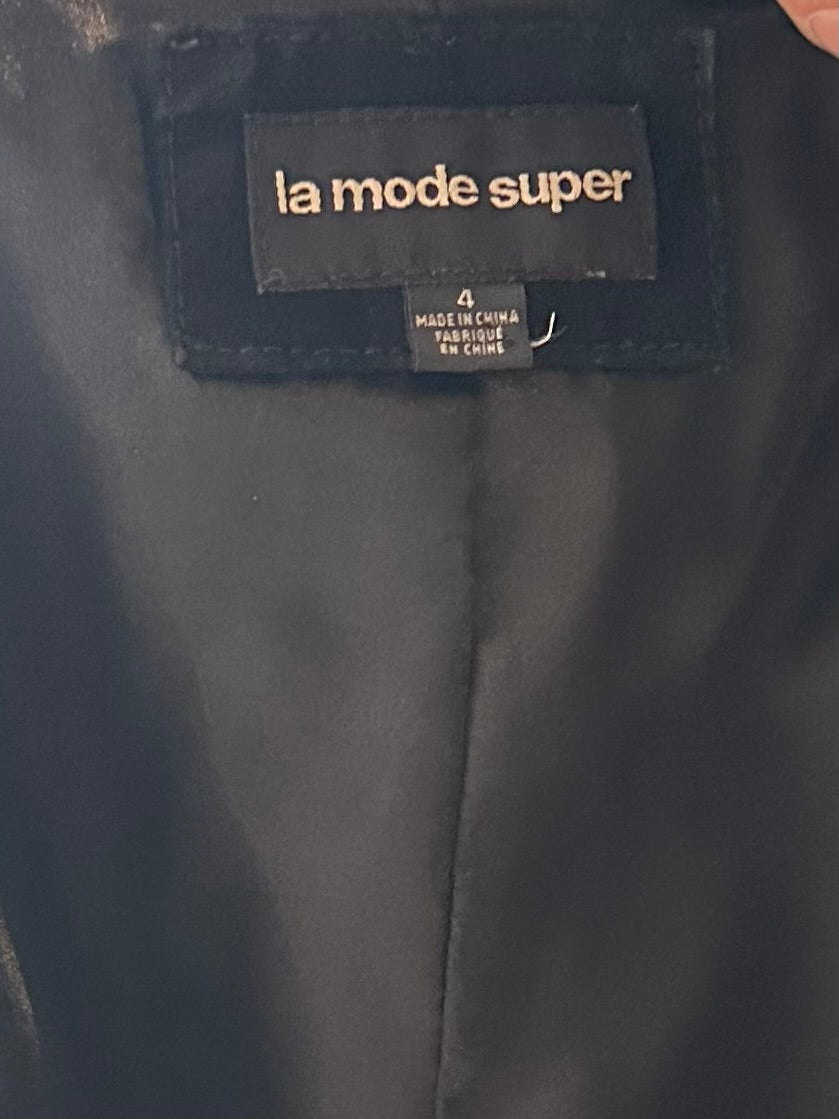 la mode super
4
MADE IN CHINA
FABRIQUÉ
EN CHINE